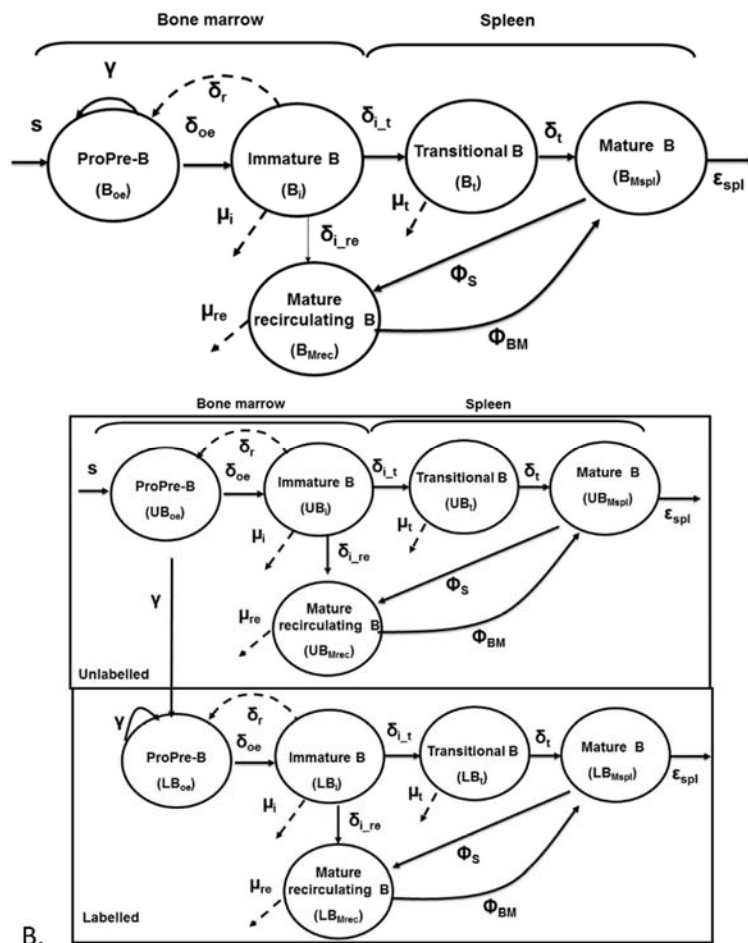 Bone marrow Spleen
γ
δr
s δoe δi_t δt
ProPre-B
(Boe)
Immature B
(Bi)
Transitional B
(Bt)
Mature B
(BMspl)
εspl
μi
μt
δi_re
ΦS
μre
Mature
recirculating B
(BMrec)
ΦBM
Bone marrow Spleen
δr
s δoe δi_t δt
ProPre-B
(UBoe)
Immature B
(UBi)
Transitional B
(UBt)
Mature B
(UBMspl)
εspl
μi
μt
δi_re
ΦS
γ
μre
Mature
recirculating B
(UBMrec)
ΦBM
Unlabelled
γ
δr
δoe δi_t δt
ProPre-B
(LBoe)
Immature B
(LBi)
Transitional B
(LBt)
Mature B
(LBMspl)
εspl
μi
μt
δi_re
ΦS
μre
Mature
recirculating B
(LBMrec)
ΦBM
Labelled
B.